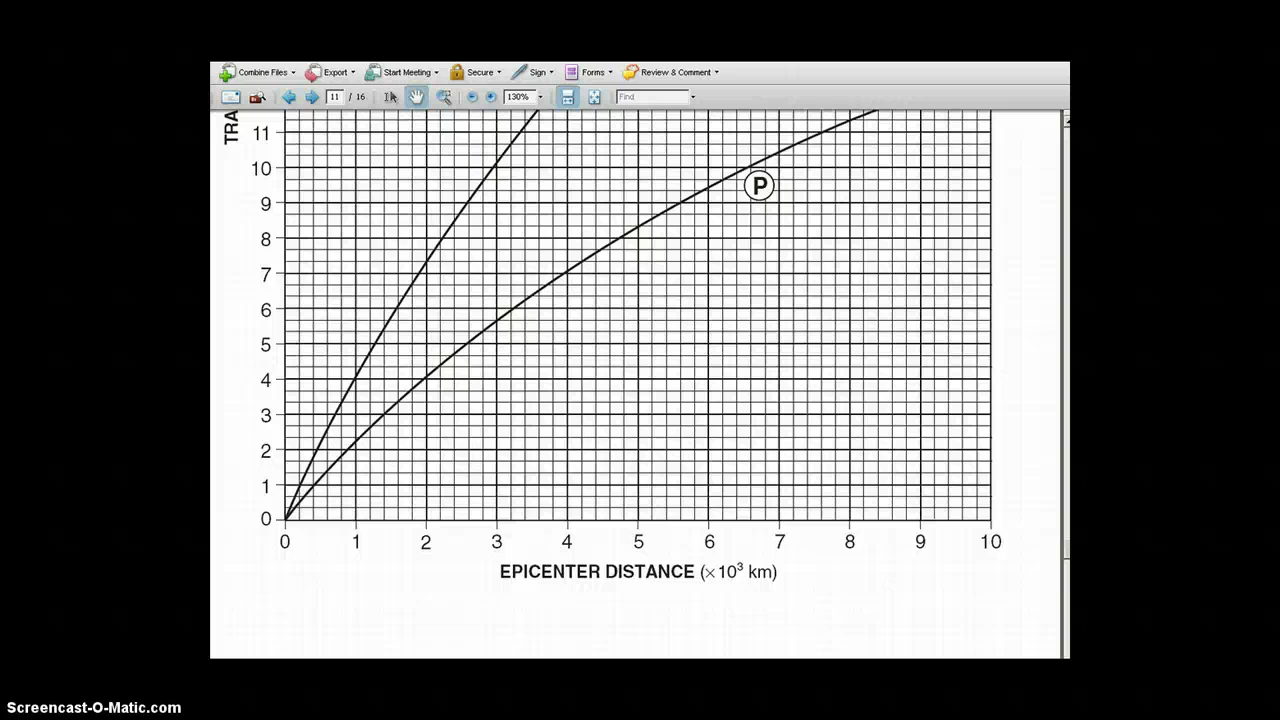 Combine Files Export Start Meeting Secure Sign Forms Review & Comment
11 / 16 130% Find
TRA
11
10
P
9
8
7
6
5
4
3
2
1
0
0 1 2 3 4 5 6 7 8 9 10
EPICENTER DISTANCE (×10³ km)
Screencast-O-Matic.com